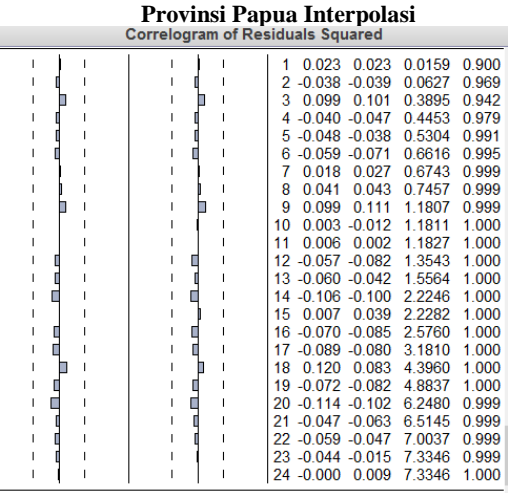 Provinsi Papua Interpolasi
Correlogram of Residuals Squared
1 0.023 0.023 0.0159 0.900
2 -0.038 -0.039 0.0627 0.969
3 0.099 0.101 0.3895 0.942
4 -0.040 -0.047 0.4453 0.979
5 -0.048 -0.038 0.5304 0.991
6 -0.059 -0.071 0.6616 0.995
7 0.018 0.027 0.6743 0.999
8 0.041 0.043 0.7457 0.999
9 0.099 0.111 1.1807 0.999
10 0.003 -0.012 1.1811 1.000
11 0.006 0.002 1.1827 1.000
12 -0.057 -0.082 1.3543 1.000
13 -0.060 -0.042 1.5564 1.000
14 -0.106 -0.100 2.2246 1.000
15 0.007 0.039 2.2282 1.000
16 -0.070 -0.085 2.5760 1.000
17 -0.089 -0.080 3.1810 1.000
18 0.120 0.083 4.3960 1.000
19 -0.072 -0.082 4.8837 1.000
20 -0.114 -0.102 6.2480 0.999
21 -0.047 -0.063 6.5145 0.999
22 -0.059 -0.047 7.0037 0.999
23 -0.044 -0.015 7.3346 0.999
24 -0.000 0.009 7.3346 1.000